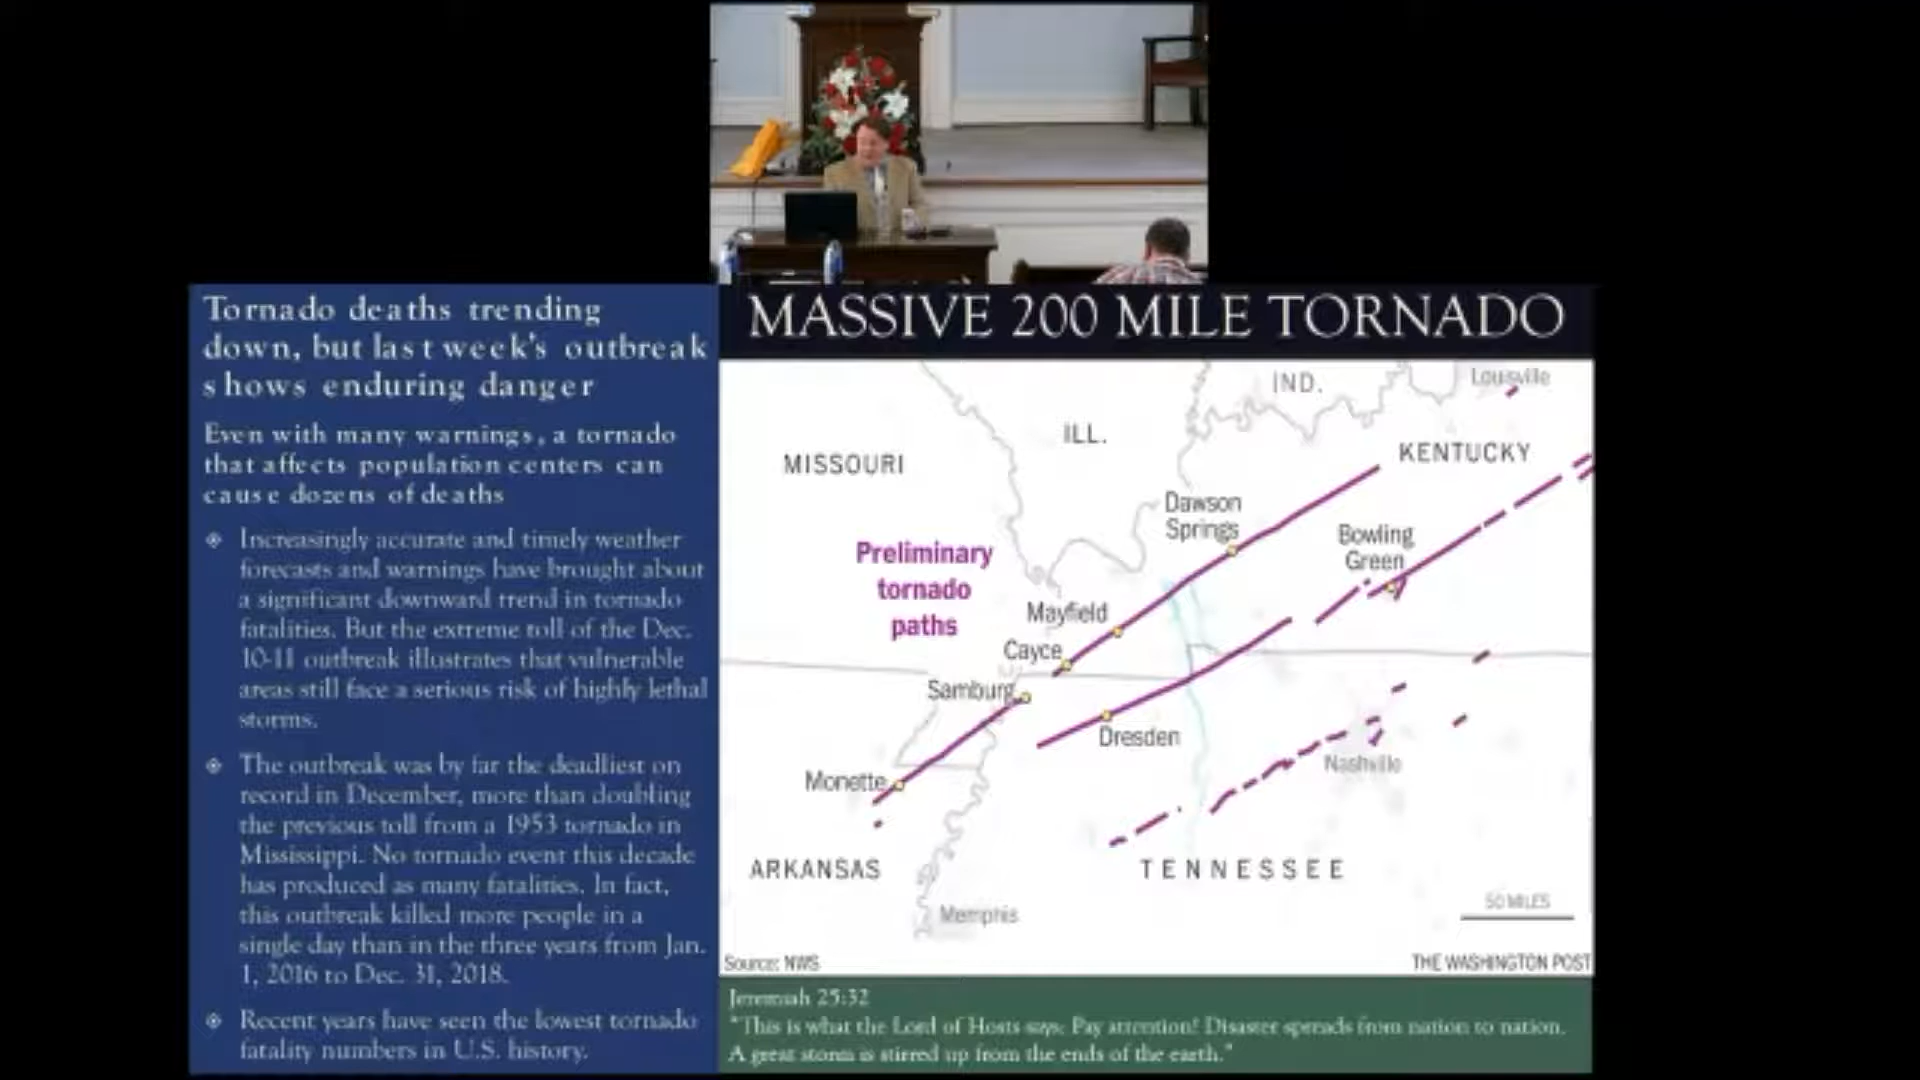 Tornado deaths trending
down, but last week's outbreak
shows enduring danger
Even with many warnings, a tornado
that affects population centers can
cause dozens of deaths
Increasingly accurate and timely weather
forecasts and warnings have brought about
a significant downward trend in tornado
fatalities. But the extreme toll of the Dec.
10-11 outbreak illustrates that vulnerable
areas still face a serious risk of highly lethal
storms.
The outbreak was by far the deadliest on
record in December, more than doubling
the previous toll from a 1953 tornado in
Mississippi. No tornado event this decade
has produced as many fatalities. In fact,
this outbreak killed more people in a
single day than in the three years from Jan.
1, 2016 to Dec. 31, 2018.
Recent years have seen the lowest tornado
fatality numbers in U.S. history.
MASSIVE 200 MILE TORNADO
Louisville
IND.
ILL.
KENTUCKY
MISSOURI
Dawson
Springs
Bowling
Green
Preliminary
tornado
paths
Mayfield
Cayce
Samburg
Dresden
Nashville
Monette
ARKANSAS
TENNESSEE
50 MILES
Memphis
Source: NWS
THE WASHINGTON POST
Jeremiah 25:32
"This is what the Lord of Hosts says: Pay attention! Disaster spreads from nation to nation.
A great storm is stirred up from the ends of the earth."